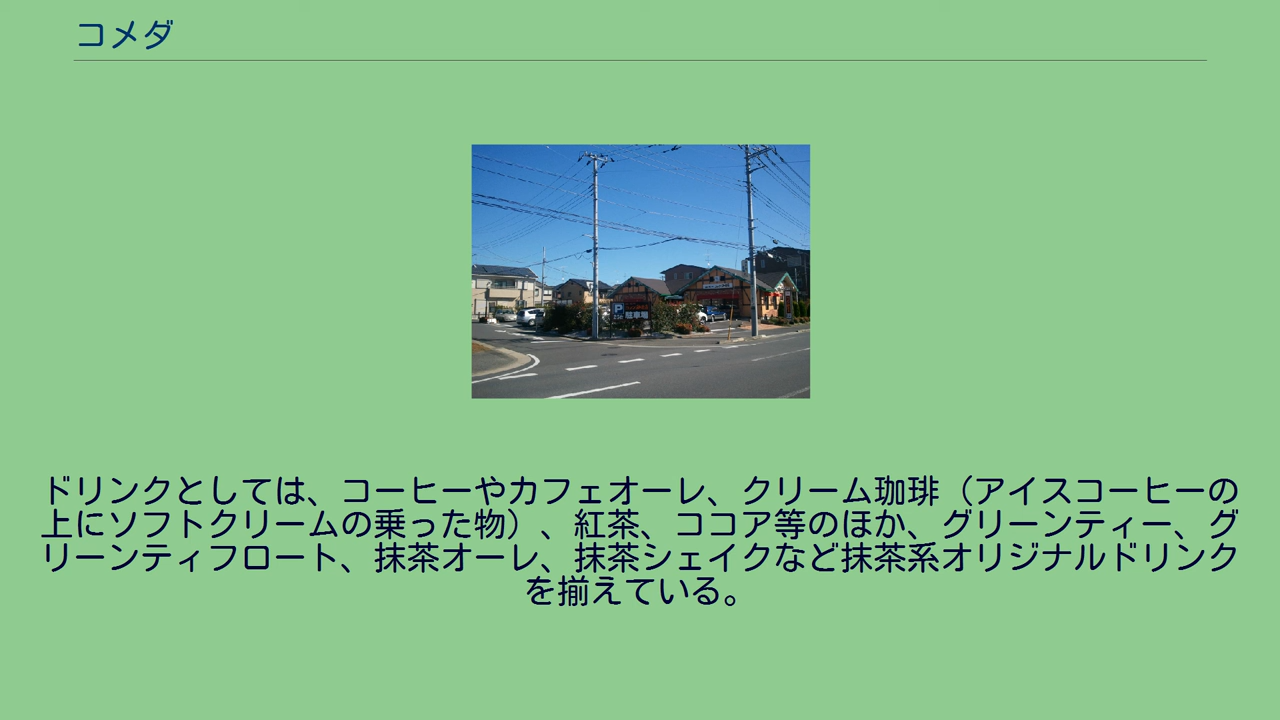 コメダ
P
駐車場
ドリンクとしては、コーヒーやカフェオーレ、クリーム珈琲（アイスコーヒーの
上にソフトクリームの乗った物）、紅茶、ココア等のほか、グリーンティー、グ
リーンティフロート、抹茶オーレ、抹茶シェイクなど抹茶系オリジナルドリンク
を揃えている。